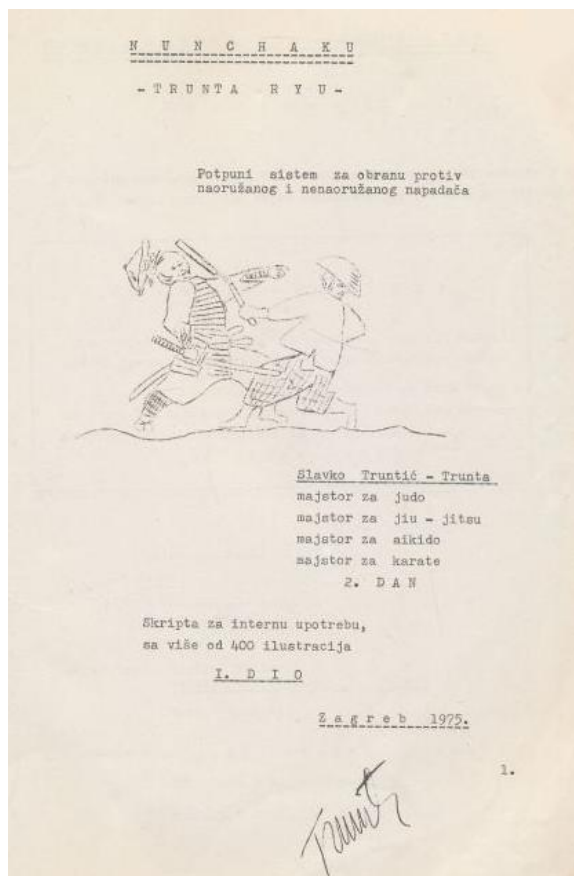 N U N C H A K U
- T R U N T A R Y U -
Potpuni sistem za obranu protiv
naoružanog i nenaoružanog napadača
Slavko Truntić - Trunta
majstor za judo
majstor za jiu - jitsu
majstor za aikido
majstor za karate
2. D A N
Skripta za internu upotrebu,
sa više od 400 ilustracija
I. D I O
Zagreb 1975.
1.